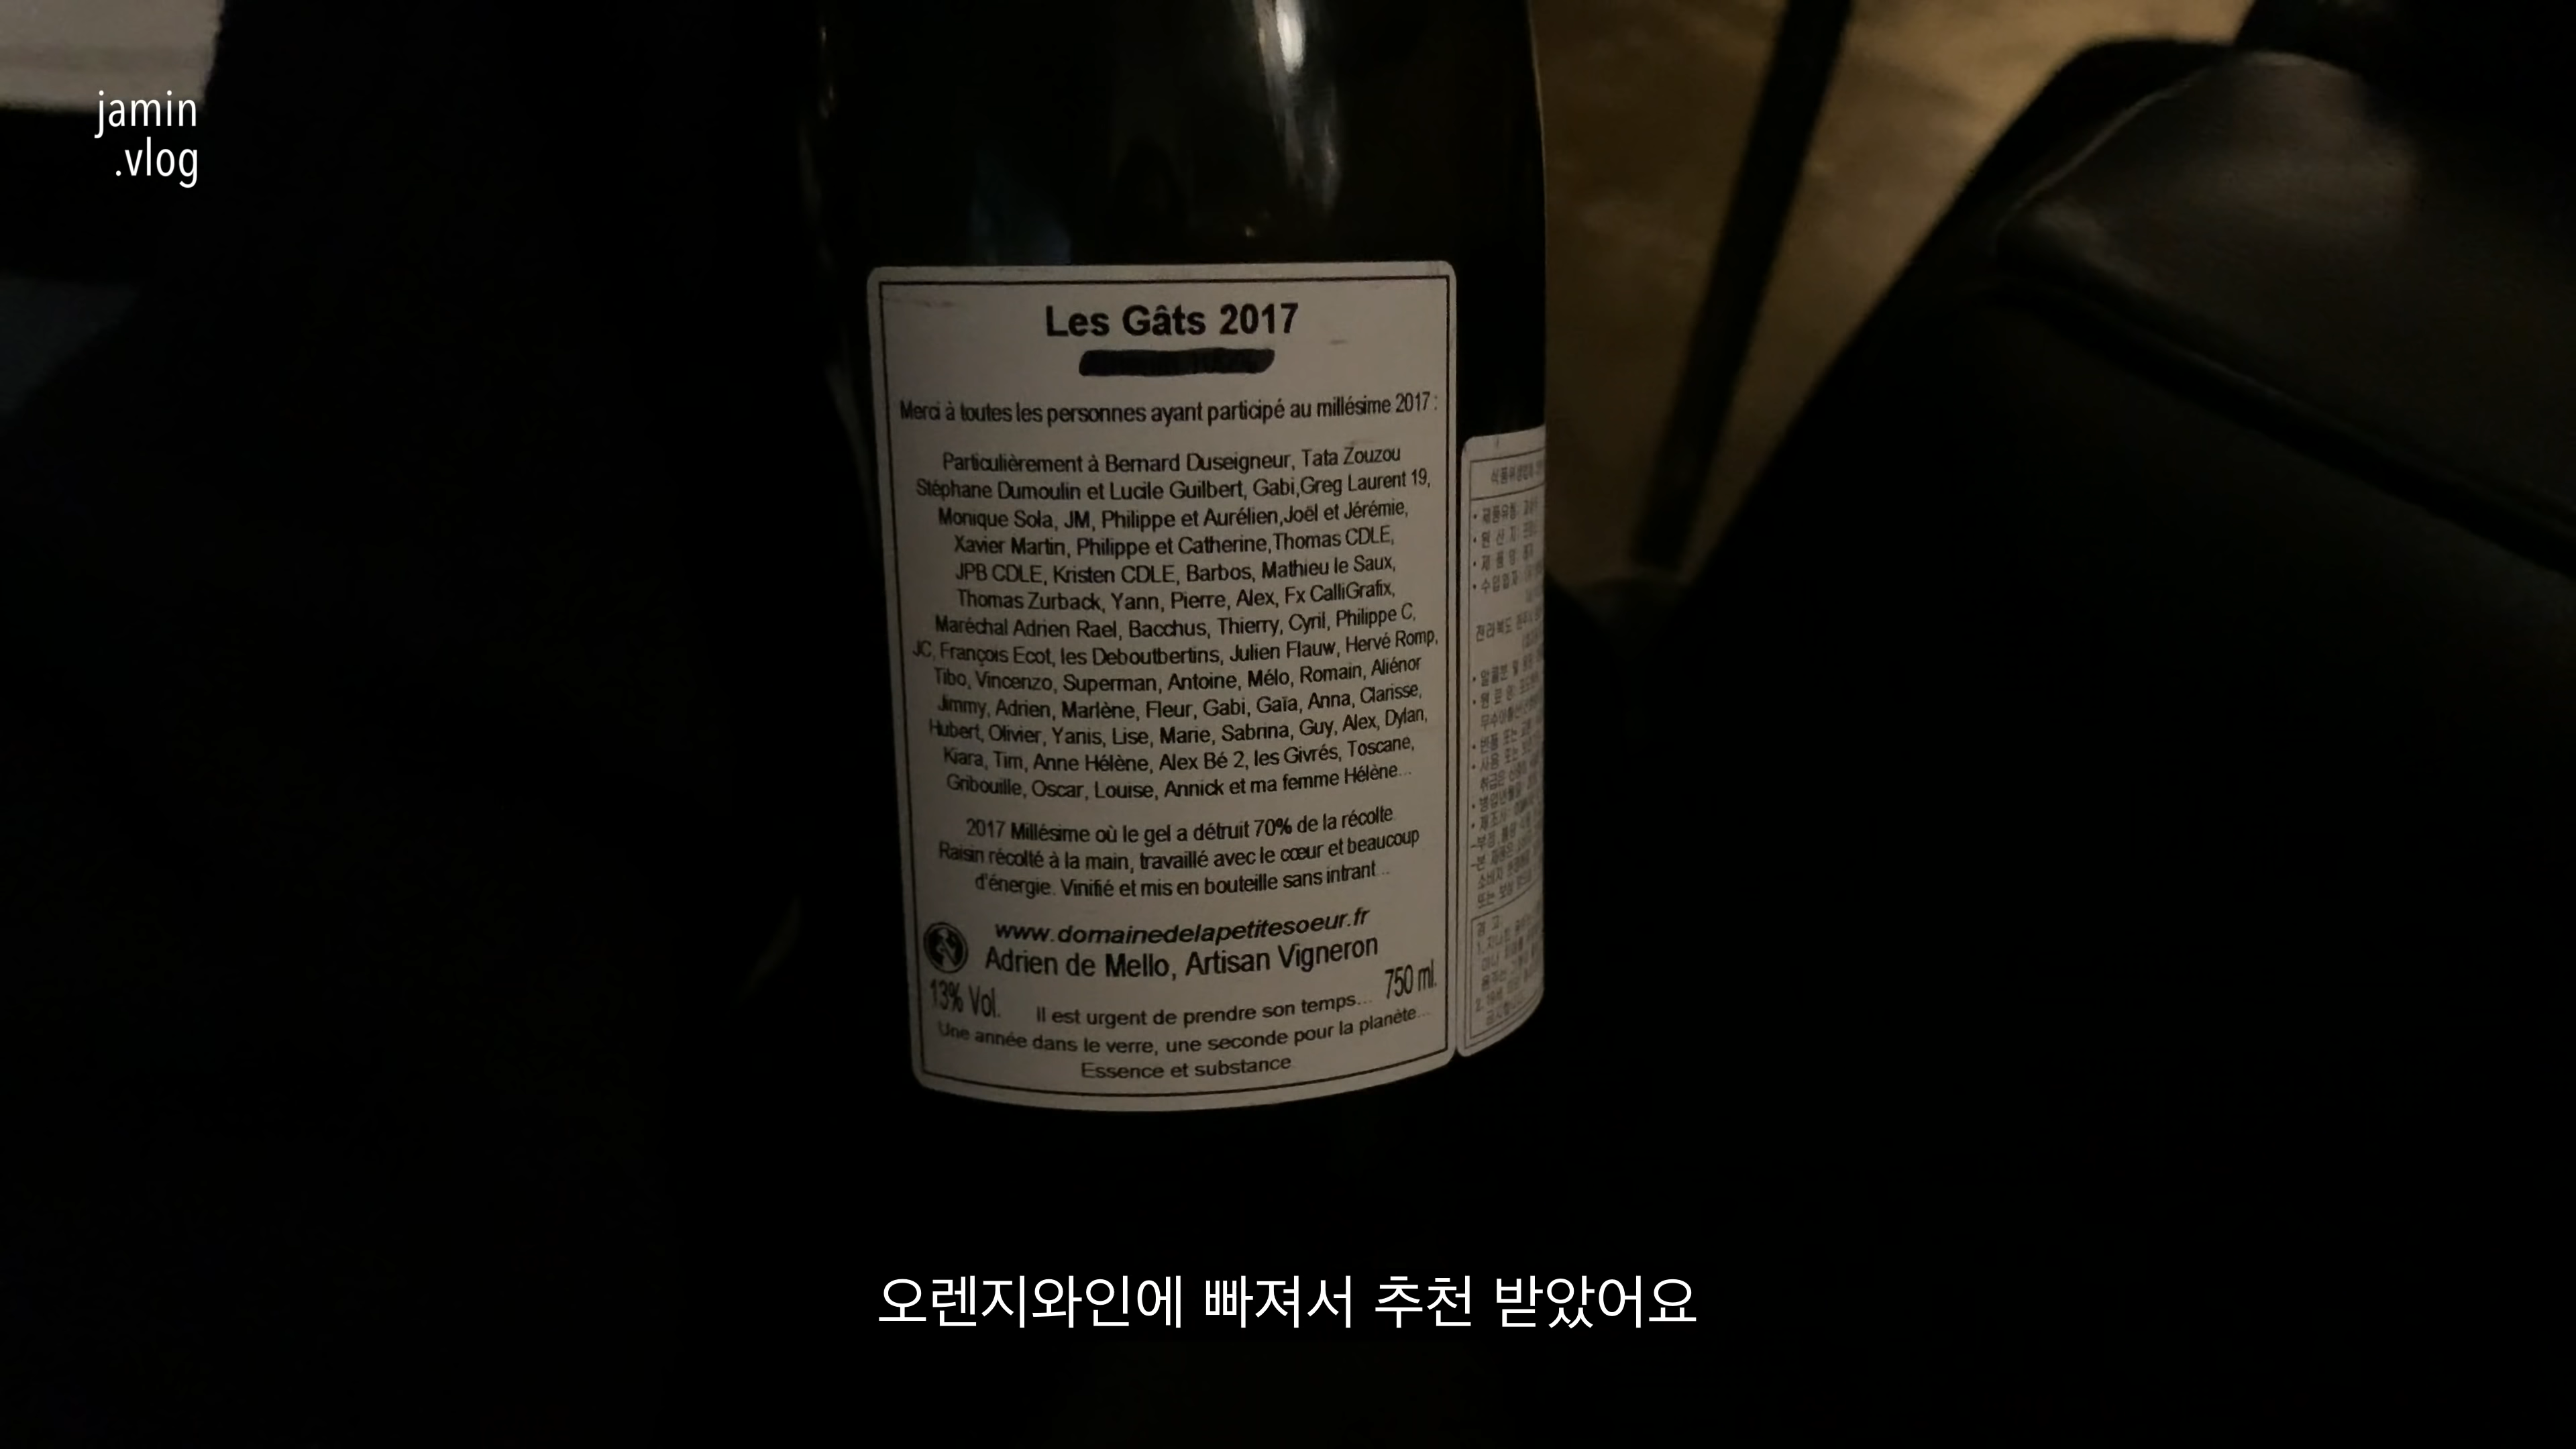 jamin
.vlog
Les Gâts 2017
Merci à toutes les personnes ayant participé au millésime 2017 :
Particulièrement à Bernard Duseigneur, Tata Zouzou
Stéphane Dumoulin et Lucile Guilbert, Gabi,Greg Laurent 19,
Monique Sola, JM, Philippe et Aurélien,Joël et Jérémie,
Xavier Martin, Philippe et Catherine,Thomas CDLE,
JPB CDLE, Kristen CDLE, Barbos, Mathieu le Saux,
Thomas Zurback, Yann, Pierre, Alex, Fx CalliGrafix,
Maréchal Adrien Rael, Bacchus, Thierry, Cyril, Philippe C,
JC, François Ecot, les Deboutbertins, Julien Flauw, Hervé Romp,
Tibo, Vincenzo, Superman, Antoine, Mélo, Romain, Aliénor
Jimmy, Adrien, Marlène, Fleur, Gabi, Gaïa, Anna, Clarisse,
Hubert, Olivier, Yanis, Lise, Marie, Sabrina, Guy, Alex, Dylan,
Kiara, Tim, Anne Hélène, Alex Bé 2, les Givrés, Toscane,
Gribouille, Oscar, Louise, Annick et ma femme Hélène...
2017 Millésime où le gel a détruit 70% de la récolte
Raisin récolté à la main, travaillé avec le cœur et beaucoup
d'énergie. Vinifié et mis en bouteille sans intrant...
www.domainedelapetitesoeur.fr
Adrien de Mello, Artisan Vigneron
13% Vol.
750 ml.
Il est urgent de prendre son temps...
Une année dans le verre, une seconde pour la planète...
Essence et substance
전라북도
오렌지와인에 빠져서 추천 받았어요